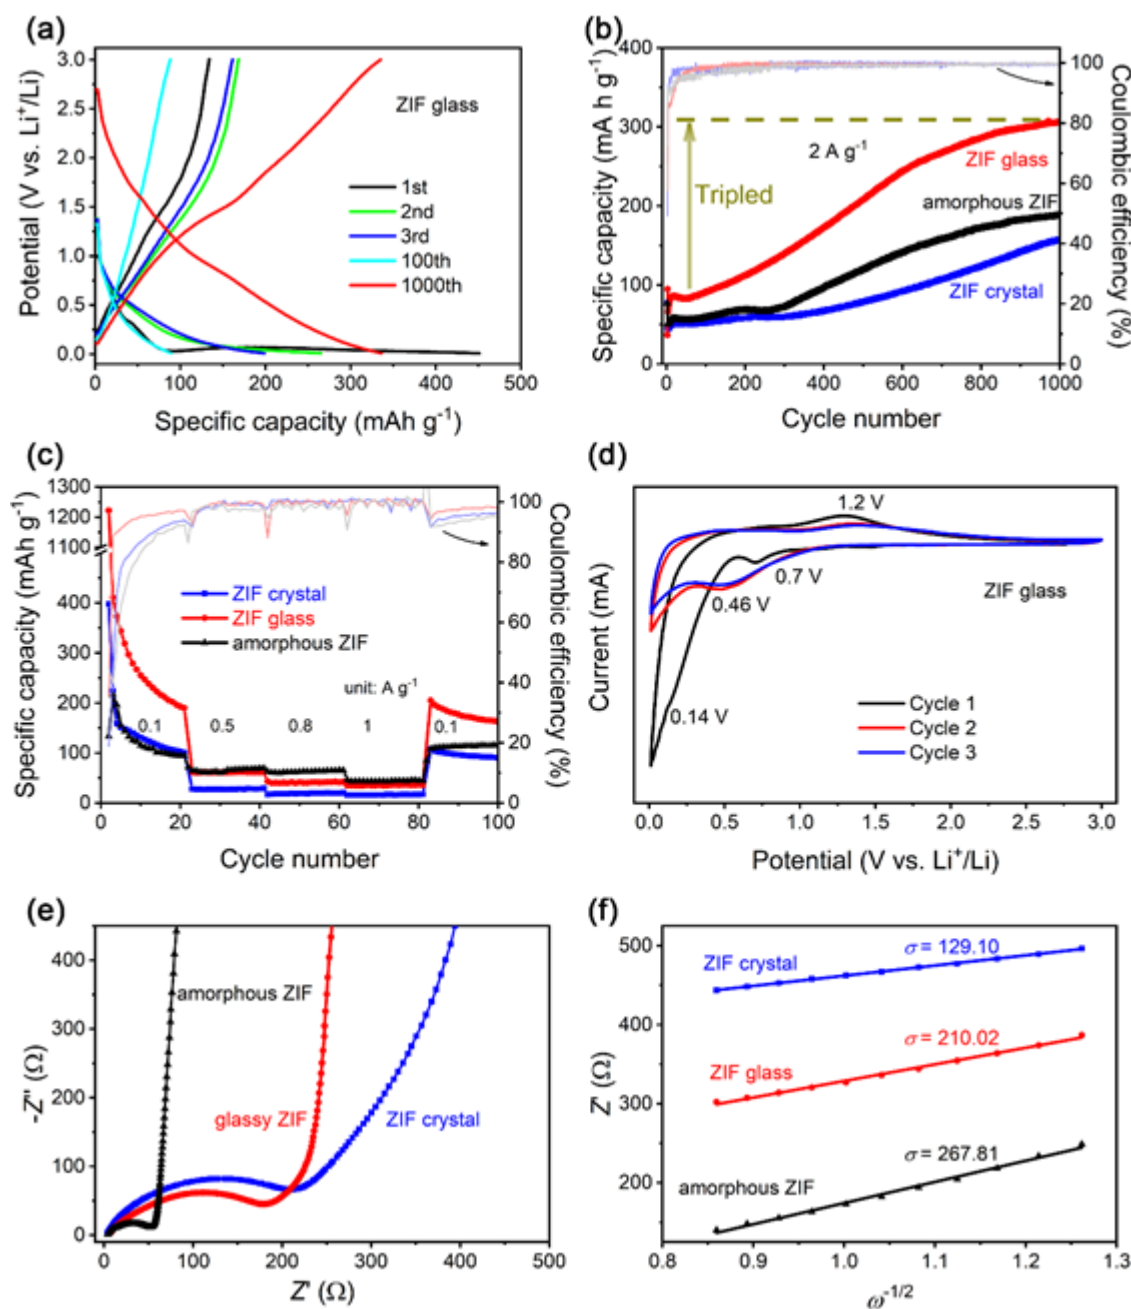 (a)
3.0
2.5
2.0
1.5
1.0
0.5
0.0
Potential (V vs. Li⁺/Li)
ZIF glass
1st
2nd
3rd
100th
1000th
0 100 200 300 400 500
Specific capacity (mAh g⁻¹)
(b)
400
300
200
100
0
Specific capacity (mA h g⁻¹)
2 A g⁻¹
Tripled
ZIF glass
amorphous ZIF
ZIF crystal
100
80
60
40
20
0
Coulombic efficiency (%)
0 200 400 600 800 1000
Cycle number
(c)
1300
1200
1100
400
300
200
100
0
Specific capacity (mAh g⁻¹)
ZIF crystal
ZIF glass
amorphous ZIF
unit: A g⁻¹
0.1 0.5 0.8 1 0.1
100
80
60
40
20
0
Coulombic efficiency (%)
0 20 40 60 80 100
Cycle number
(d)
Current (mA)
1.2 V
0.7 V
0.46 V
0.14 V
ZIF glass
Cycle 1
Cycle 2
Cycle 3
0.0 0.5 1.0 1.5 2.0 2.5 3.0
Potential (V vs. Li⁺/Li)
(e)
400
300
200
100
0
-Z'' (Ω)
amorphous ZIF
glassy ZIF
ZIF crystal
0 100 200 300 400 500
Z' (Ω)
(f)
500
400
300
200
Z' (Ω)
ZIF crystal
σ = 129.10
ZIF glass
σ = 210.02
amorphous ZIF
σ = 267.81
0.8 0.9 1.0 1.1 1.2 1.3
ω⁻¹/²